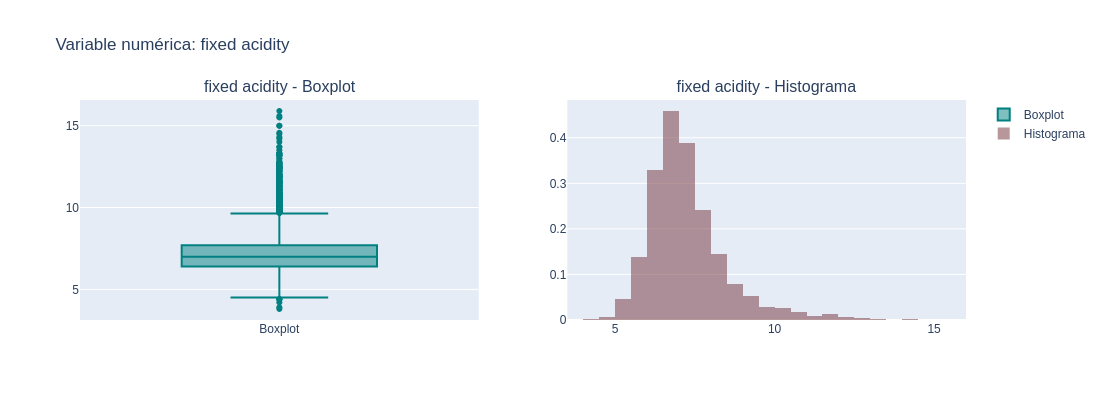 Variable numérica: fixed acidity
fixed acidity - Boxplot
15
10
5
Boxplot
fixed acidity - Histograma
0.4
0.3
0.2
0.1
0
5 10 15
Boxplot
Histograma